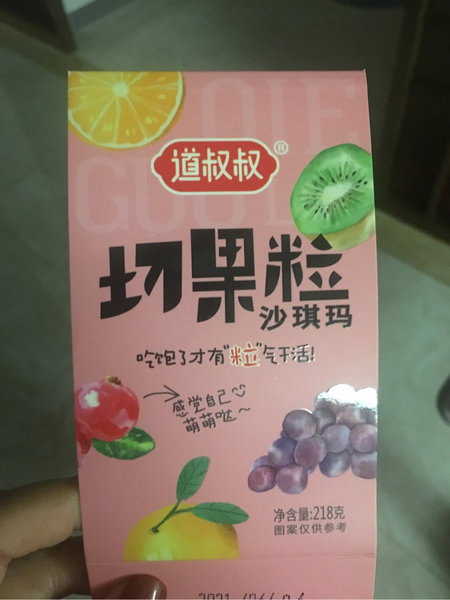 道叔叔®
切果粒
沙琪玛
吃饱了才有"粒"气干活!
感觉自己
萌萌哒~
净含量:218克
图案仅供参考